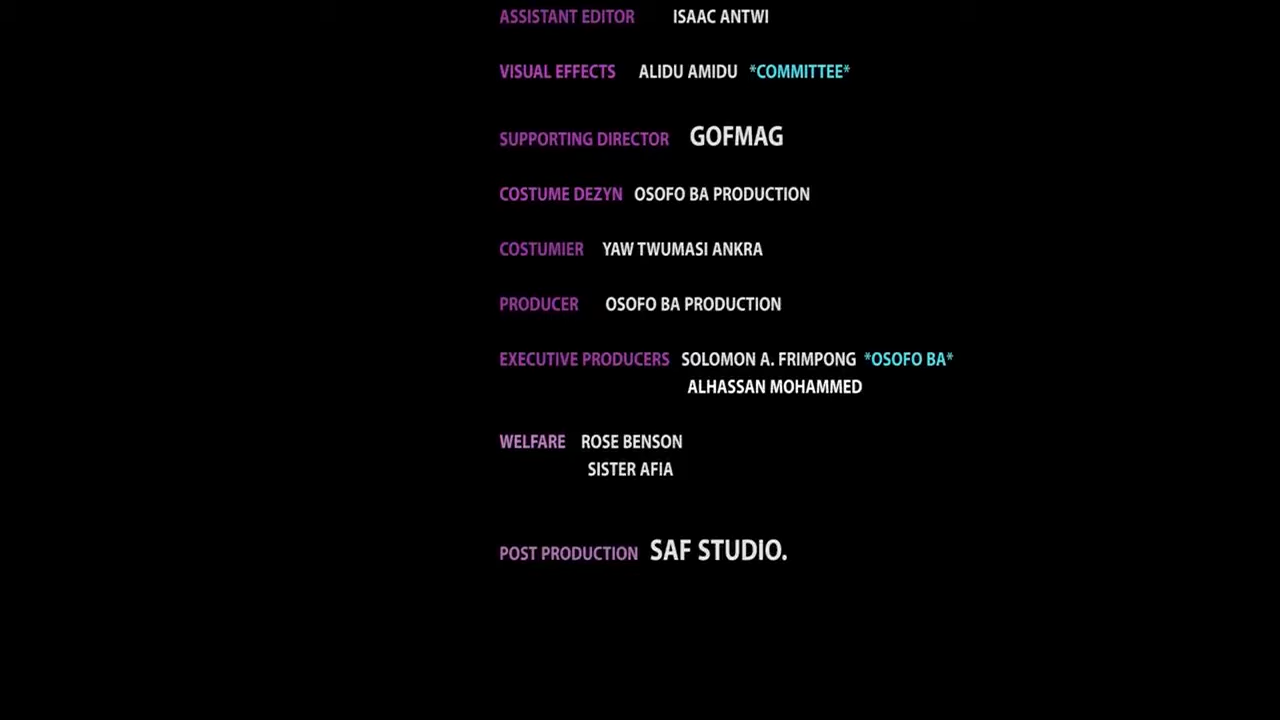 ASSISTANT EDITOR ISAAC ANTWI
VISUAL EFFECTS ALIDU AMIDU *COMMITTEE*
SUPPORTING DIRECTOR GOFMAG
COSTUME DEZYN OSOFO BA PRODUCTION
COSTUMIER YAW TWUMASI ANKRA
PRODUCER OSOFO BA PRODUCTION
EXECUTIVE PRODUCERS SOLOMON A. FRIMPONG *OSOFO BA*
ALHASSAN MOHAMMED
WELFARE ROSE BENSON
SISTER AFIA
POST PRODUCTION SAF STUDIO.